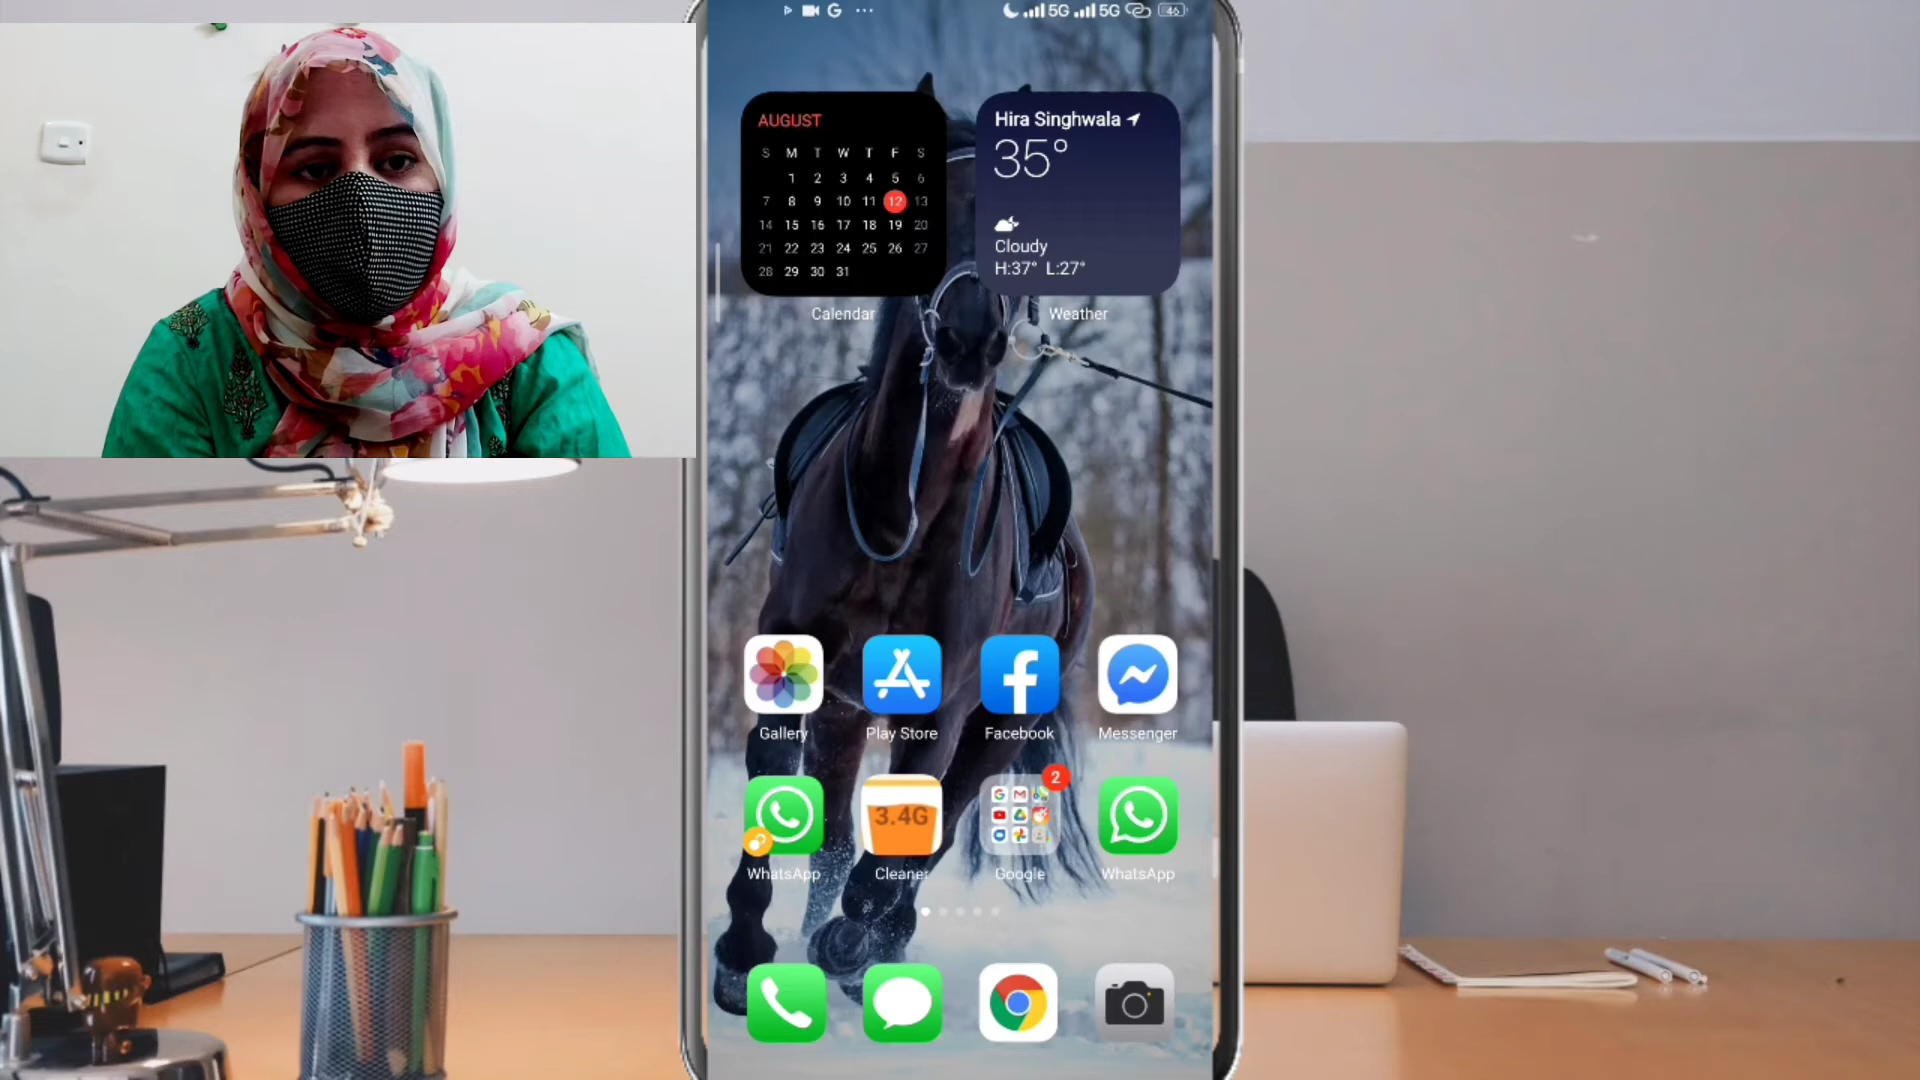 5G 5G 46
AUGUST
S M T W T F S
1 2 3 4 5 6
7 8 9 10 11 12 13
14 15 16 17 18 19 20
21 22 23 24 25 26 27
28 29 30 31
Calendar
Hira Singhwala
35°
Cloudy
H:37° L:27°
Weather
Gallery
Play Store
Facebook
Messenger
WhatsApp
3.4G
Cleaner
2
Google
WhatsApp